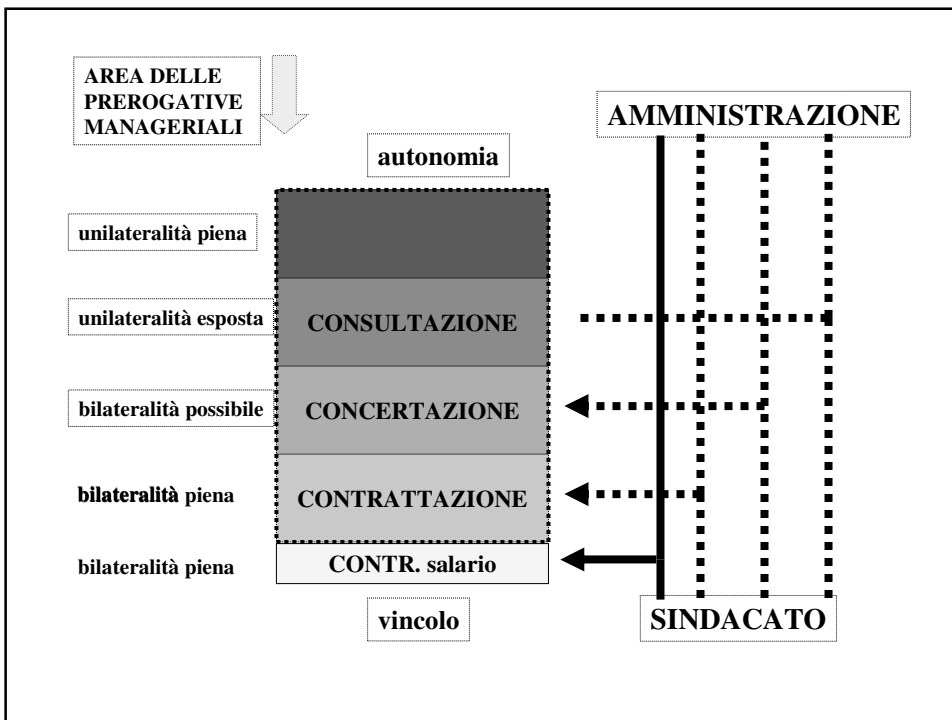 AREA DELLE
PREROGATIVE
MANAGERIALI
AMMINISTRAZIONE
autonomia
unilateralità piena
unilateralità esposta
CONSULTAZIONE
bilateralità possibile
CONCERTAZIONE
bilateralità piena
CONTRATTAZIONE
bilateralità piena
CONTR. salario
vincolo
SINDACATO